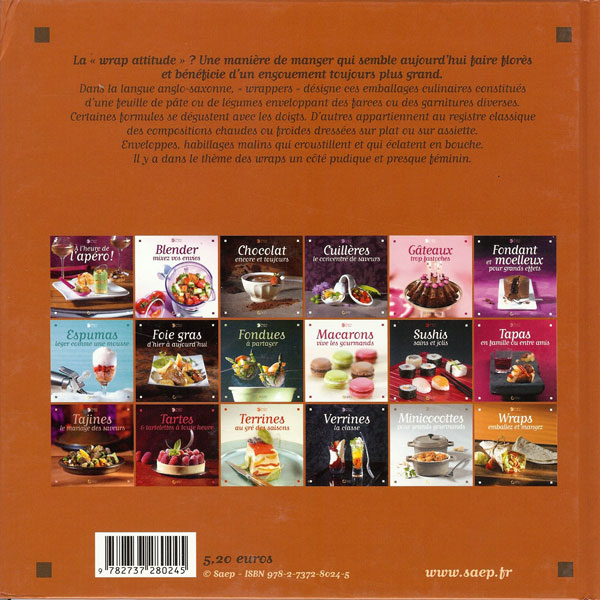 La « wrap attitude » ? Une manière de manger qui semble aujourd'hui faire florès
et bénéficie d'un engouement toujours plus grand.
Dans la langue anglo-saxonne, « wrappers » désigne ces emballages culinaires constitués
d'une feuille de pâte ou de légumes enveloppant des farces ou des garnitures diverses.
Certaines formules se dégustent avec les doigts. D'autres appartiennent au registre classique
des compositions chaudes ou froides dressées sur plat ou sur assiette.
Enveloppes, habillages malins qui croustillent et qui éclatent en bouche.
Il y a dans le thème des wraps un côté pudique et presque féminin.
À l'heure de
l'apéro !
Blender
mixez vos envies
Chocolat
encore et toujours
Cuillères
le concentré de saveurs
Gâteaux
trop fastoches
Fondant
et moelleux
pour grands effets
Espumas
léger comme une mousse
Foie gras
d'hier à aujourd'hui
Fondues
à partager
Macarons
vive les gourmands
Sushis
sains et jolis
Tapas
en famille ou entre amis
Tajines
le mariage des saveurs
Tartes
& tartelettes à toute heure
Terrines
au gré des saisons
Verrines
la classe
Minicocottes
pour grands gourmands
Wraps
emballez et mangez
9 782737 280245
5,20 euros
© Saep - ISBN 978-2-7372-8024-5
www.saep.fr